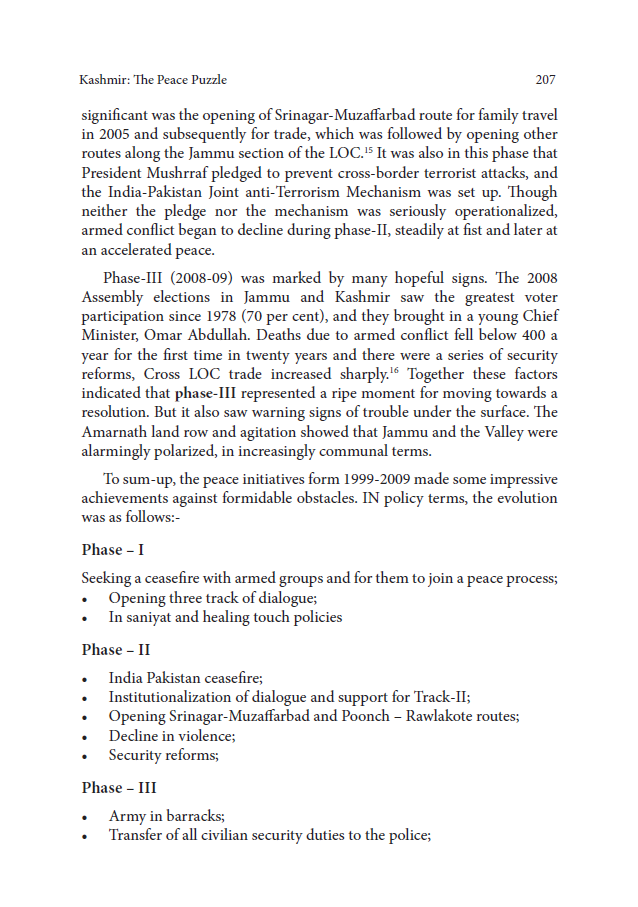 Kashmir: The Peace Puzzle 207
significant was the opening of Srinagar-Muzaffarbad route for family travel
in 2005 and subsequently for trade, which was followed by opening other
routes along the Jammu section of the LOC.15 It was also in this phase that
President Mushrraf pledged to prevent cross-border terrorist attacks, and
the India-Pakistan Joint anti-Terrorism Mechanism was set up. Though
neither the pledge nor the mechanism was seriously operationalized,
armed conflict began to decline during phase-II, steadily at fist and later at
an accelerated peace.
Phase-III (2008-09) was marked by many hopeful signs. The 2008
Assembly elections in Jammu and Kashmir saw the greatest voter
participation since 1978 (70 per cent), and they brought in a young Chief
Minister, Omar Abdullah. Deaths due to armed conflict fell below 400 a
year for the first time in twenty years and there were a series of security
reforms, Cross LOC trade increased sharply.16 Together these factors
indicated that phase-III represented a ripe moment for moving towards a
resolution. But it also saw warning signs of trouble under the surface. The
Amarnath land row and agitation showed that Jammu and the Valley were
alarmingly polarized, in increasingly communal terms.
To sum-up, the peace initiatives form 1999-2009 made some impressive
achievements against formidable obstacles. IN policy terms, the evolution
was as follows:-
Phase – I
Seeking a ceasefire with armed groups and for them to join a peace process;
• Opening three track of dialogue;
• In saniyat and healing touch policies
Phase – II
• India Pakistan ceasefire;
• Institutionalization of dialogue and support for Track-II;
• Opening Srinagar-Muzaffarbad and Poonch – Rawlakote routes;
• Decline in violence;
• Security reforms;
Phase – III
• Army in barracks;
• Transfer of all civilian security duties to the police;